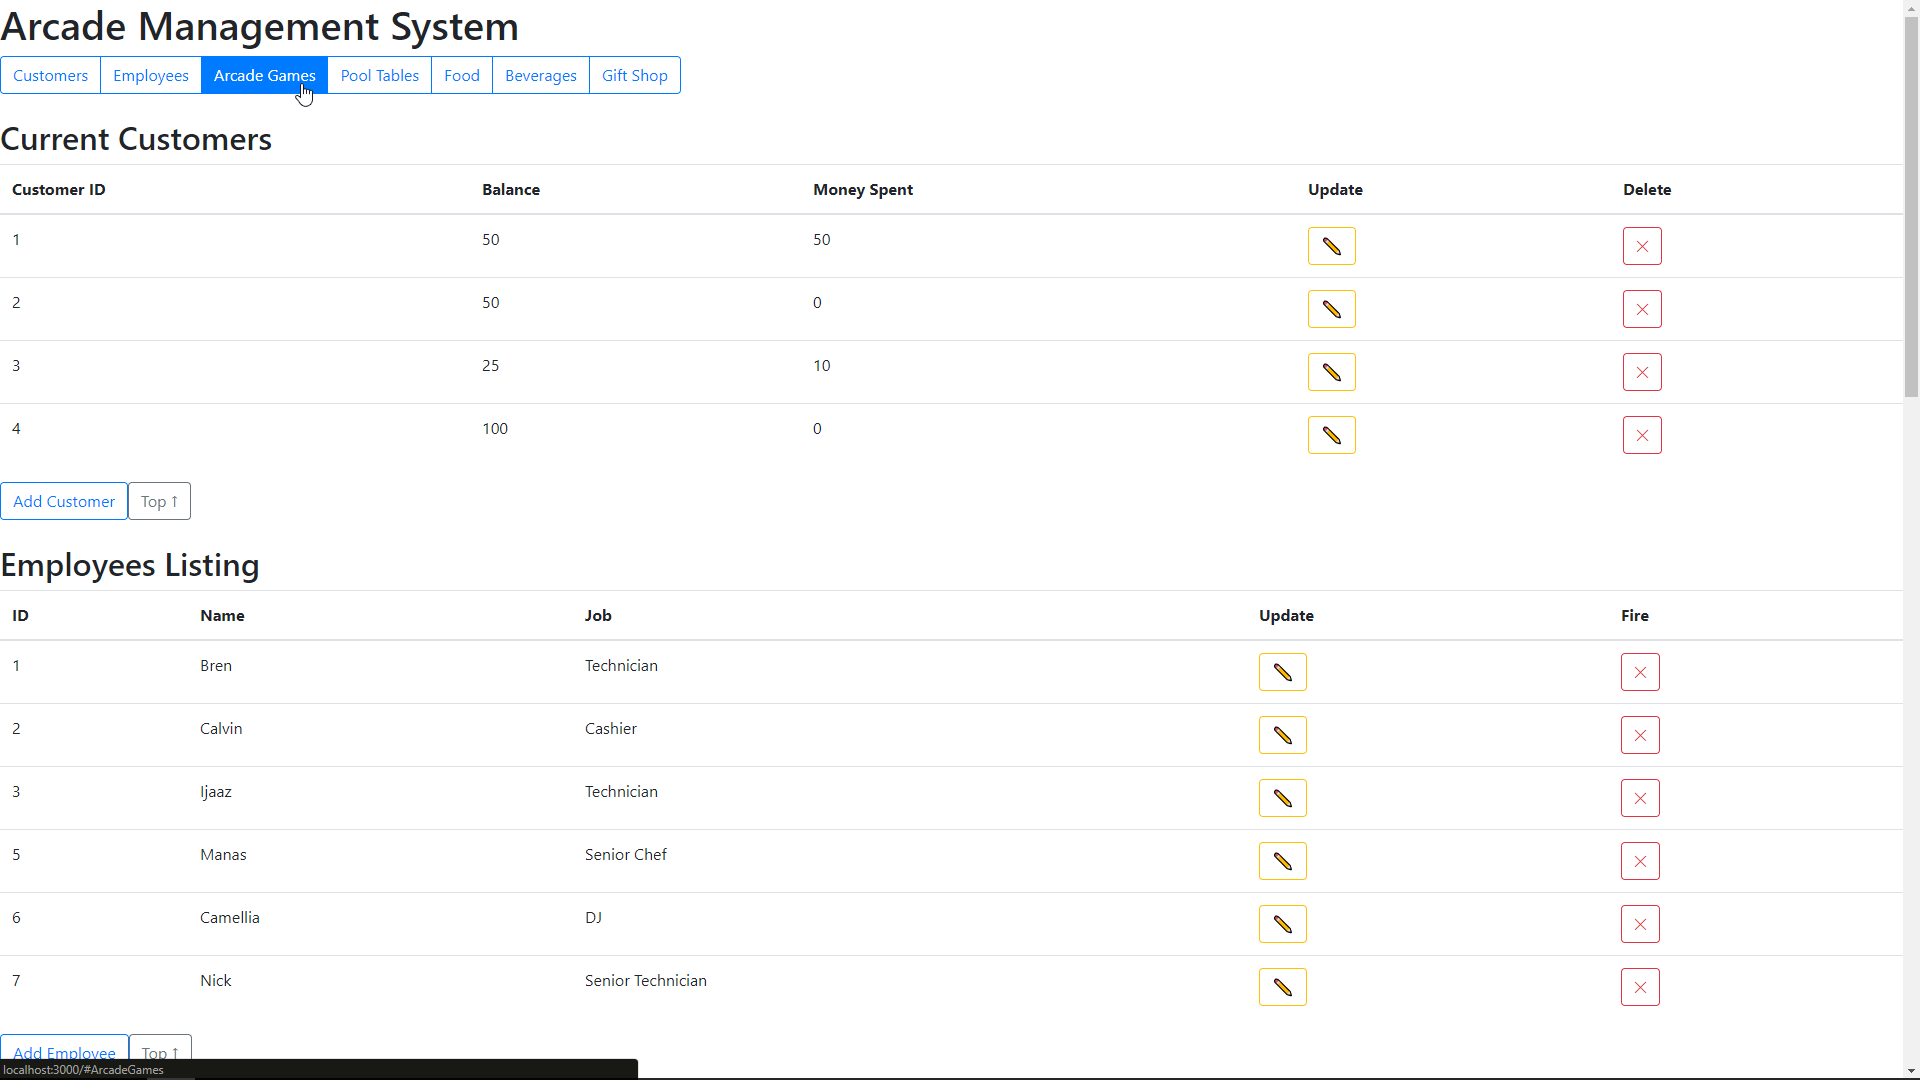 Arcade Management System
Customers Employees Arcade Games Pool Tables Food Beverages Gift Shop
Current Customers
Customer ID Balance Money Spent Update Delete
1 50 50
2 50 0
3 25 10
4 100 0
Add Customer Top ↑
Employees Listing
ID Name Job Update Fire
1 Bren Technician
2 Calvin Cashier
3 Ijaaz Technician
5 Manas Senior Chef
6 Camellia DJ
7 Nick Senior Technician
Add Employee Top ↑
localhost:3000/#ArcadeGames